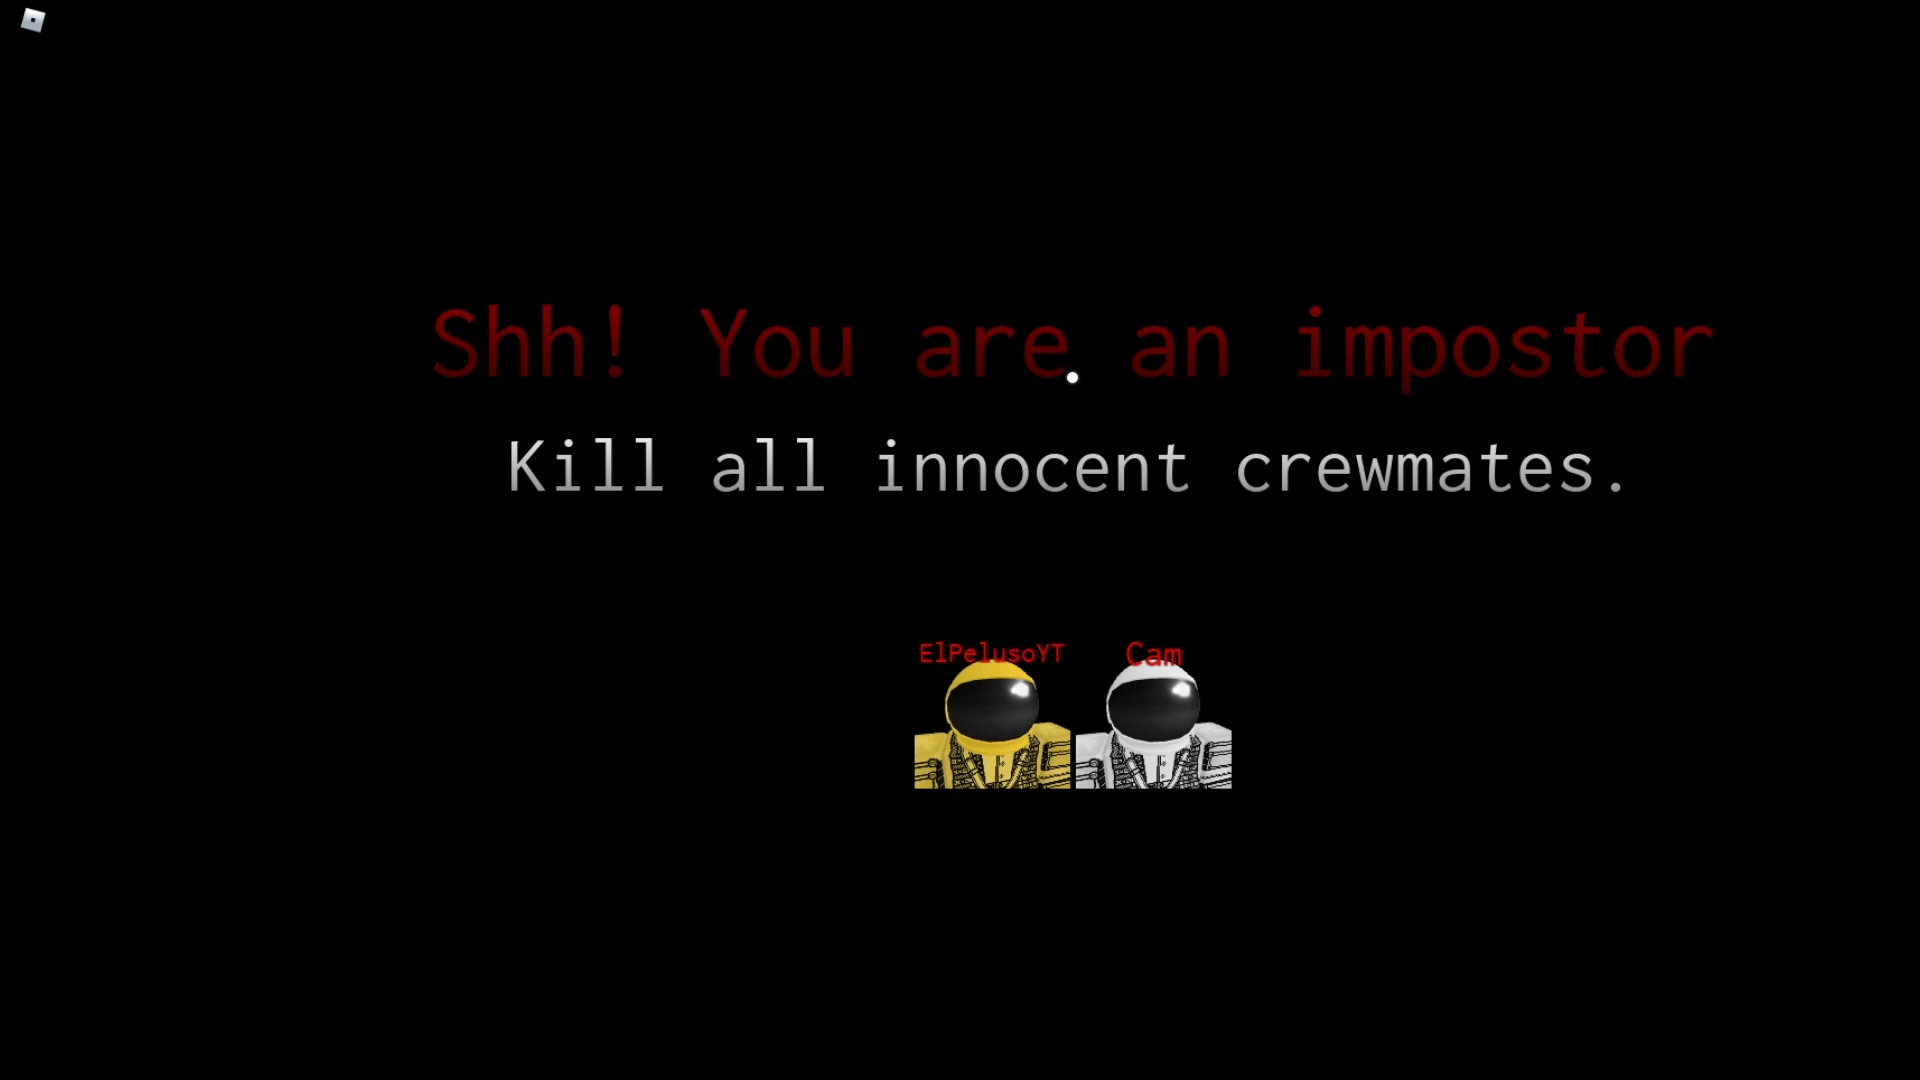 Shh! You are an impostor
Kill all innocent crewmates.
ElPelusoYT Cam